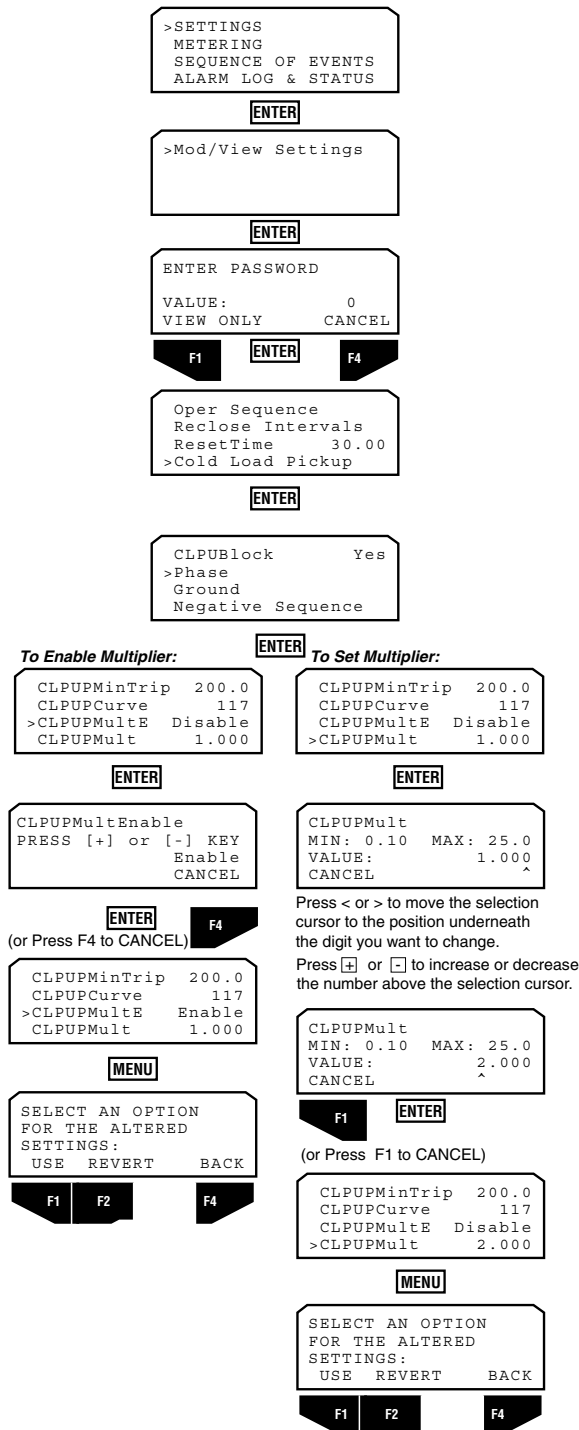 >SETTINGS
METERING
SEQUENCE OF EVENTS
ALARM LOG & STATUS
ENTER
>Mod/View Settings
ENTER
ENTER PASSWORD
VALUE: 0
VIEW ONLY CANCEL
F1 ENTER F4
Oper Sequence
Reclose Intervals
ResetTime 30.00
>Cold Load Pickup
ENTER
CLPUBlock Yes
>Phase
Ground
Negative Sequence
ENTER
To Enable Multiplier:
CLPUPMinTrip 200.0
CLPUPCurve 117
>CLPUPMultE Disable
CLPUPMult 1.000
ENTER
CLPUPMultEnable
PRESS [+] or [-] KEY
Enable
CANCEL
ENTER F4
(or Press F4 to CANCEL)
CLPUPMinTrip 200.0
CLPUPCurve 117
>CLPUPMultE Enable
CLPUPMult 1.000
MENU
SELECT AN OPTION
FOR THE ALTERED
SETTINGS:
USE REVERT BACK
F1 F2 F4
To Set Multiplier:
CLPUPMinTrip 200.0
CLPUPCurve 117
CLPUPMultE Disable
>CLPUPMult 1.000
ENTER
CLPUPMult
MIN: 0.10 MAX: 25.0
VALUE: 1.000
CANCEL ^
Press < or > to move the selection
cursor to the position underneath
the digit you want to change.
Press + or - to increase or decrease
the number above the selection cursor.
CLPUPMult
MIN: 0.10 MAX: 25.0
VALUE: 2.000
CANCEL ^
F1 ENTER
(or Press F1 to CANCEL)
CLPUPMinTrip 200.0
CLPUPCurve 117
CLPUPMultE Disable
>CLPUPMult 2.000
MENU
SELECT AN OPTION
FOR THE ALTERED
SETTINGS:
USE REVERT BACK
F1 F2 F4